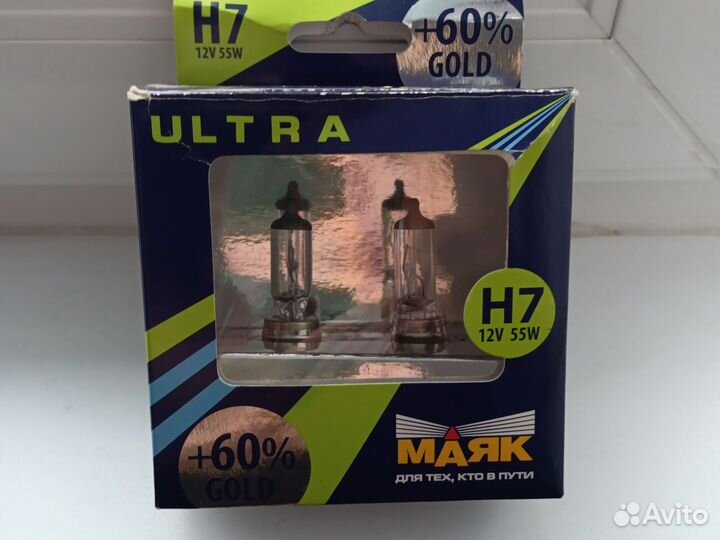 H7
12V 55W
+60%
GOLD
ULTRA
H7
12V 55W
+60%
GOLD
МАЯК
ДЛЯ ТЕХ, КТО В ПУТИ
Avito